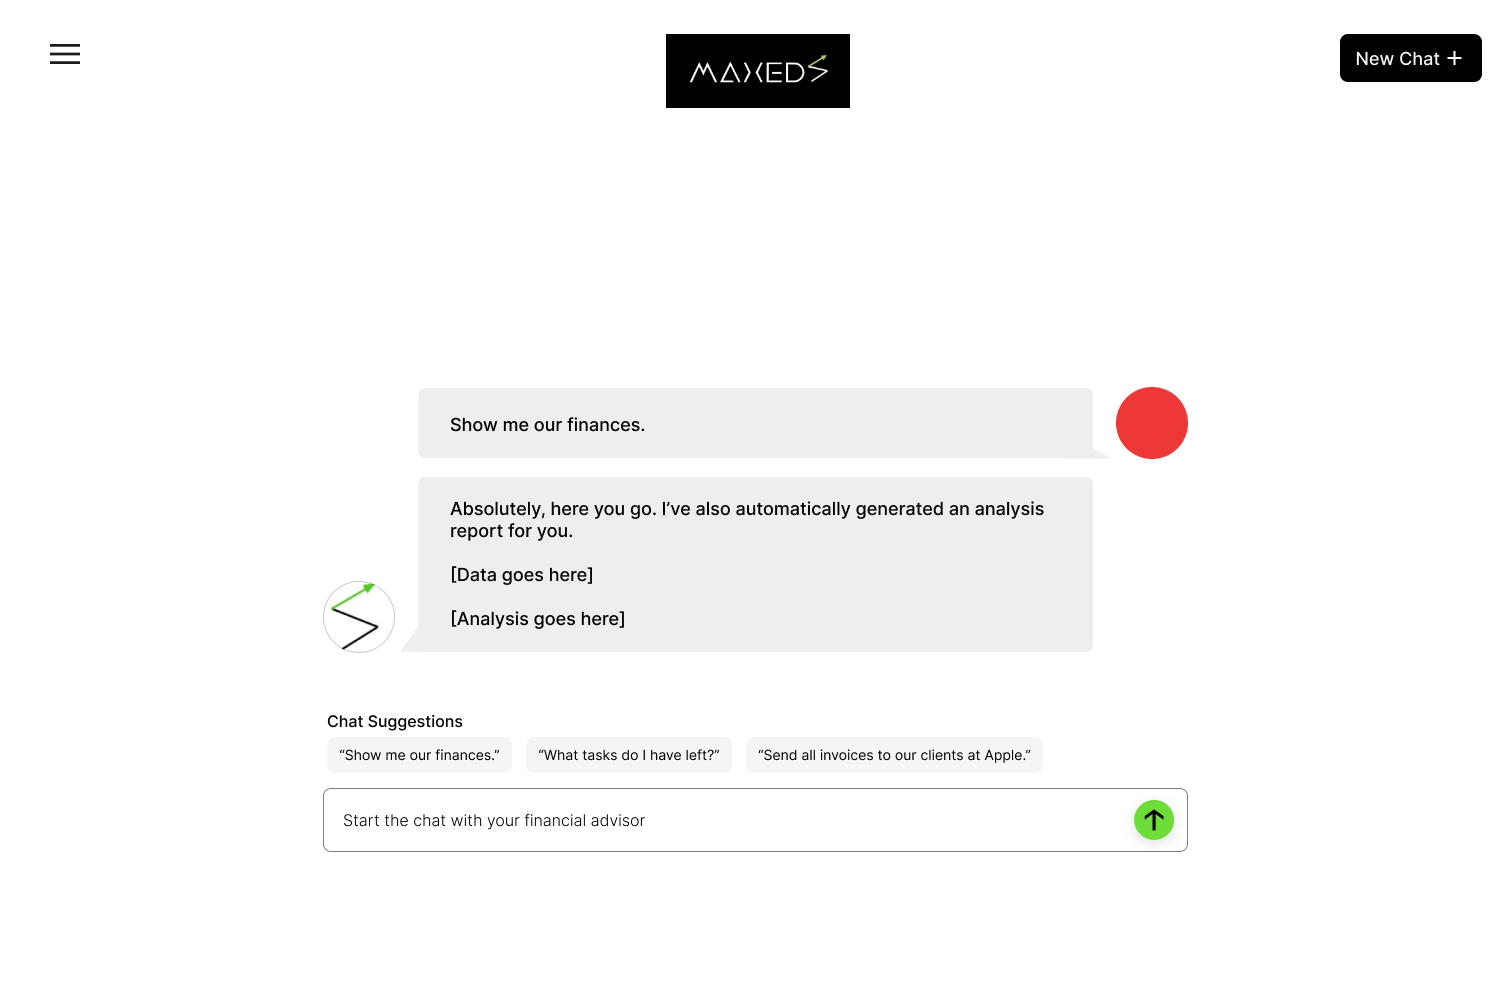 MAXEDS
New Chat +
Show me our finances.
Absolutely, here you go. I’ve also automatically generated an analysis
report for you.
[Data goes here]
[Analysis goes here]
Chat Suggestions
“Show me our finances.”
“What tasks do I have left?”
“Send all invoices to our clients at Apple.”
Start the chat with your financial advisor